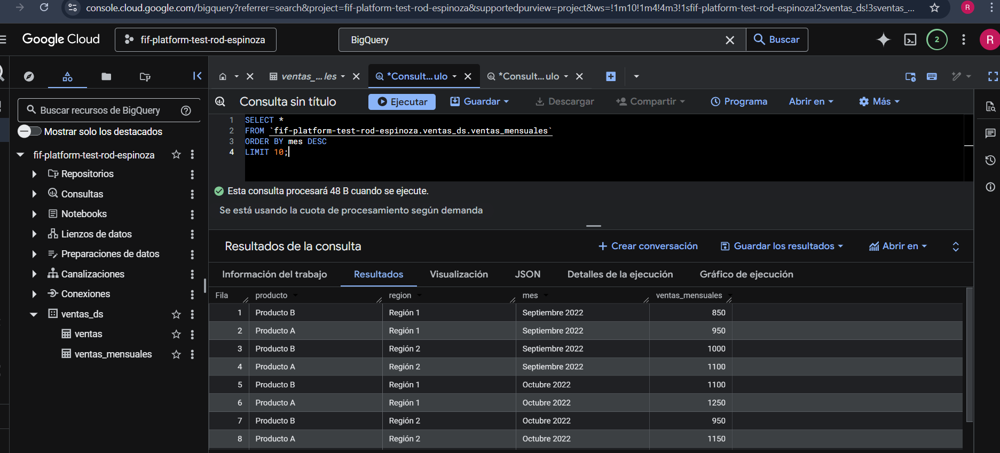 console.cloud.google.com/bigquery?referrer=search&project=fif-platform-test-rod-espinoza&supportedpurview=project&ws=!1m10!1m4!4m3!1sfif-platform-test-rod-espinoza!2sventas_ds!3sventas_...
R
Google Cloud
fif-platform-test-rod-espinoza
BigQuery
Buscar
2
R
ventas_...les
*Consult...ulo
*Consult...ulo
Buscar recursos de BigQuery
Mostrar solo los destacados
fif-platform-test-rod-espinoza
Repositorios
Consultas
Notebooks
Lienzos de datos
Preparaciones de datos
Canalizaciones
Conexiones
ventas_ds
ventas
ventas_mensuales
Consulta sin título
Ejecutar
Guardar
Descargar
Compartir
Programa
Abrir en
Más
1 SELECT *
2 FROM `fif-platform-test-rod-espinoza.ventas_ds.ventas_mensuales`
3 ORDER BY mes DESC
4 LIMIT 10;
Esta consulta procesará 48 B cuando se ejecute.
Se está usando la cuota de procesamiento según demanda
Resultados de la consulta
Crear conversación
Guardar los resultados
Abrir en
Información del trabajo
Resultados
Visualización
JSON
Detalles de la ejecución
Gráfico de ejecución
Fila producto region mes ventas_mensuales
1 Producto B Región 1 Septiembre 2022 850
2 Producto A Región 1 Septiembre 2022 950
3 Producto B Región 2 Septiembre 2022 1000
4 Producto A Región 2 Septiembre 2022 1100
5 Producto B Región 1 Octubre 2022 1100
6 Producto A Región 1 Octubre 2022 1250
7 Producto B Región 2 Octubre 2022 950
8 Producto A Región 2 Octubre 2022 1150